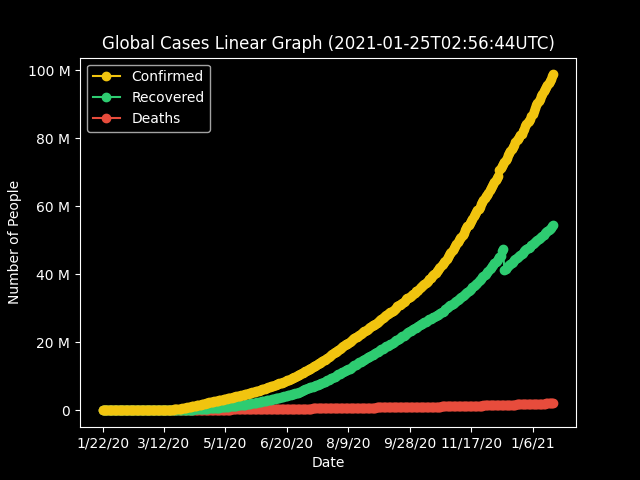 Global Cases Linear Graph (2021-01-25T02:56:44UTC)
Confirmed
Recovered
Deaths
Number of People
100 M
80 M
60 M
40 M
20 M
0
1/22/20 3/12/20 5/1/20 6/20/20 8/9/20 9/28/20 11/17/20 1/6/21
Date